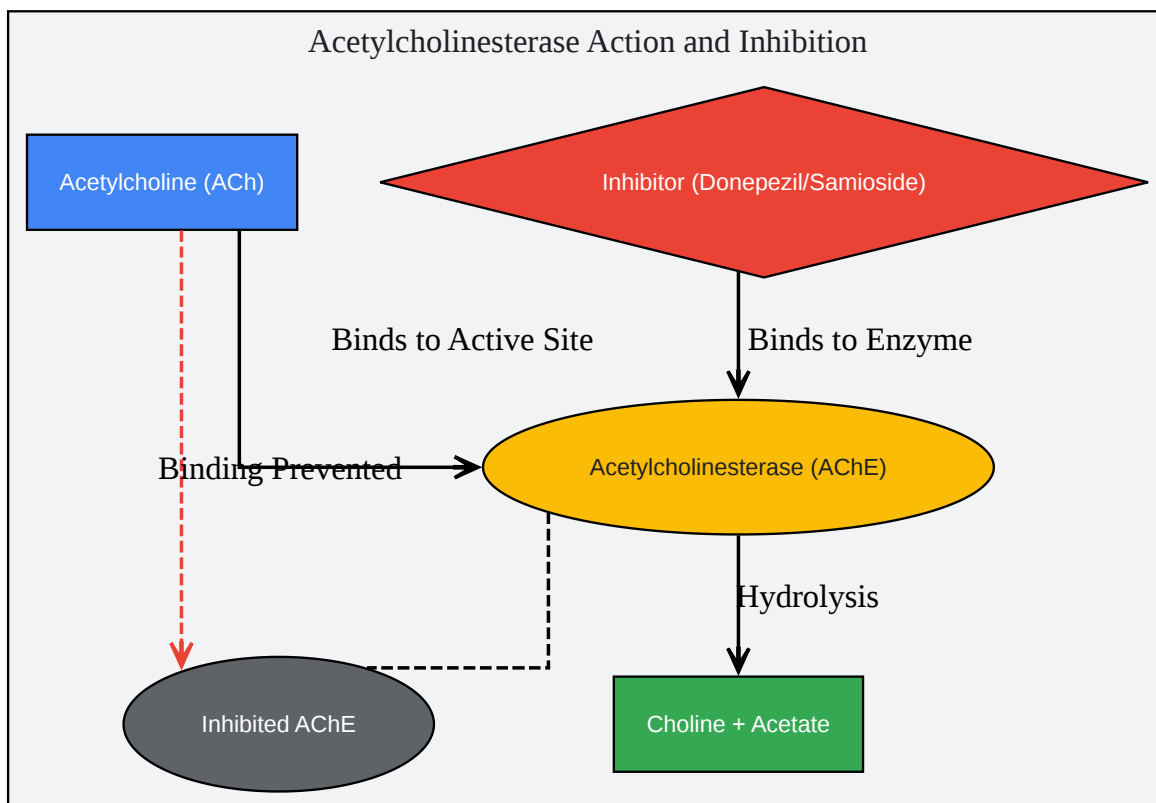 Acetylcholinesterase Action and Inhibition
Acetylcholine (ACh)
Inhibitor (Donepezil/Samioside)
Binds to Active Site
Binds to Enzyme
Binding Prevented
Acetylcholinesterase (AChE)
Hydrolysis
Inhibited AChE
Choline + Acetate